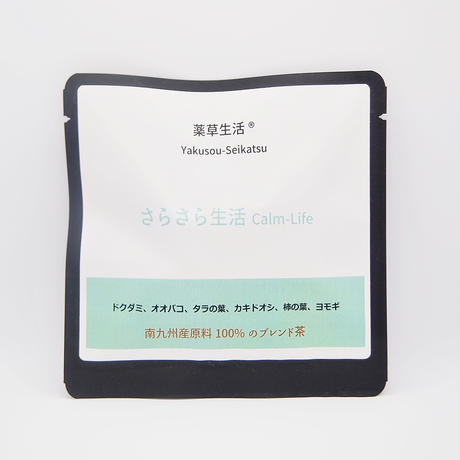 薬草生活®
Yakusou-Seikatsu
さらさら生活 Calm-Life
ドクダミ、オオバコ、タラの葉、カキドオシ、柿の葉、ヨモギ
南九州産原料 100% のブレンド茶